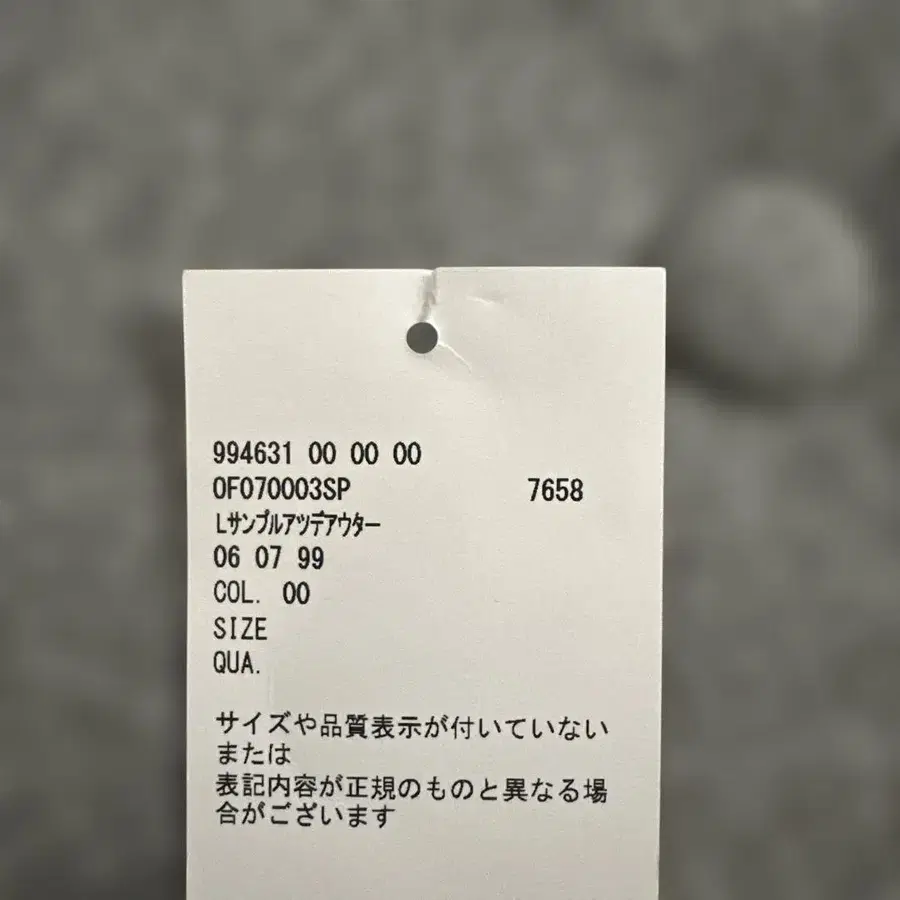 994631 00 00 00
0F070003SP 7658
Lサンプルアツデアウター
06 07 99
COL. 00
SIZE
QUA.
サイズや品質表示が付いていない
または
表記内容が正規のものと異なる場
合がございます